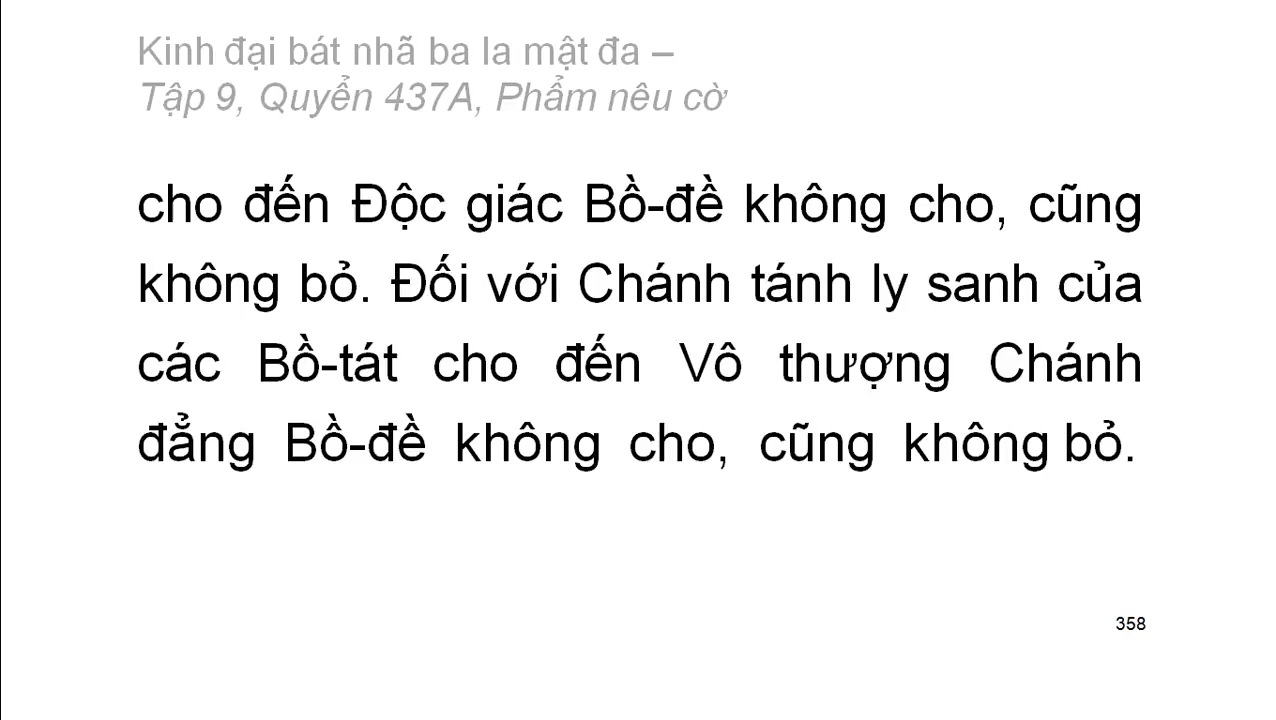 Kinh đại bát nhã ba la mật đa –
Tập 9, Quyển 437A, Phẩm nêu cờ
cho đến Độc giác Bồ-đề không cho, cũng
không bỏ. Đối với Chánh tánh ly sanh của
các Bồ-tát cho đến Vô thượng Chánh
đẳng Bồ-đề không cho, cũng không bỏ.
358